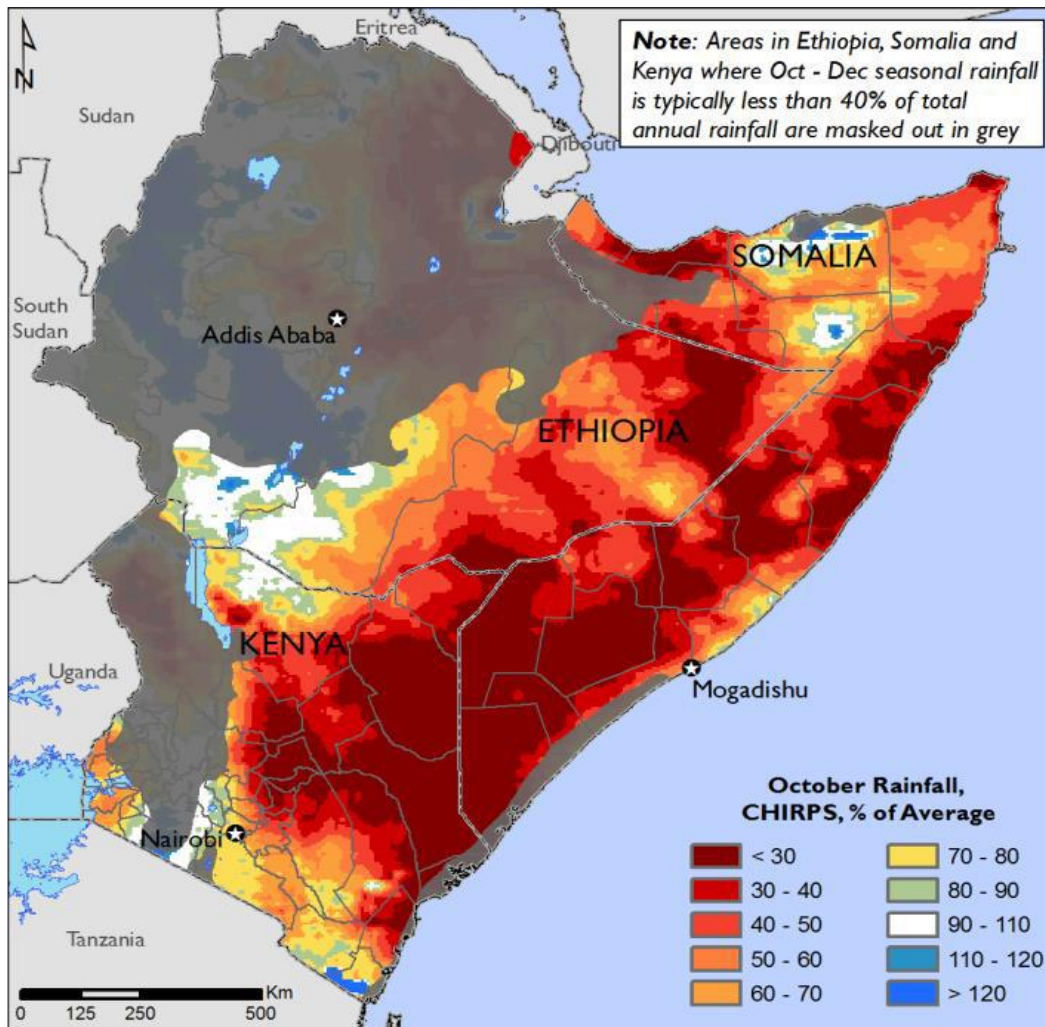 Eritrea
Note: Areas in Ethiopia, Somalia and
Kenya where Oct - Dec seasonal rainfall
is typically less than 40% of total
annual rainfall are masked out in grey
N
Sudan
Djibouti
SOMALIA
South
Sudan
Addis Ababa
ETHIOPIA
KENYA
Uganda
Mogadishu
Nairobi
Tanzania
October Rainfall,
CHIRPS, % of Average
< 30
30 - 40
40 - 50
50 - 60
60 - 70
70 - 80
80 - 90
90 - 110
110 - 120
> 120
Km
0 125 250 500